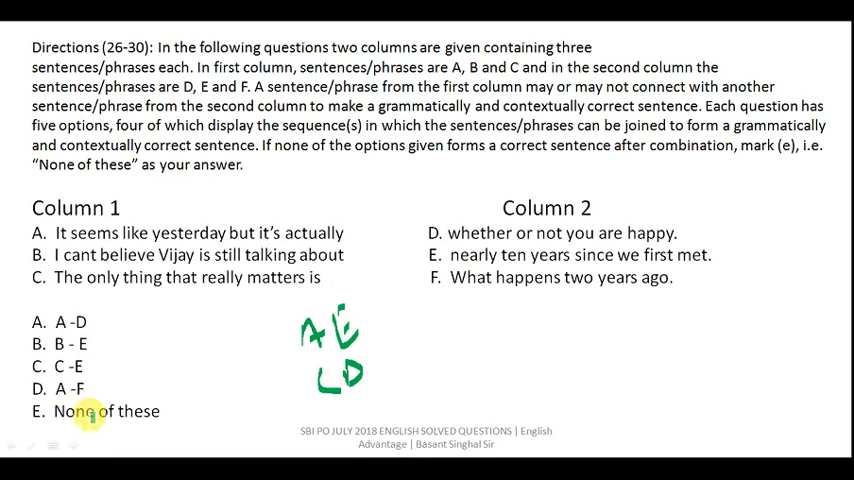 Directions (26-30): In the following questions two columns are given containing three
sentences/phrases each. In first column, sentences/phrases are A, B and C and in the second column the
sentences/phrases are D, E and F. A sentence/phrase from the first column may or may not connect with another
sentence/phrase from the second column to make a grammatically and contextually correct sentence. Each question has
five options, four of which display the sequence(s) in which the sentences/phrases can be joined to form a grammatically
and contextually correct sentence. If none of the options given forms a correct sentence after combination, mark (e), i.e.
“None of these” as your answer.
Column 1
Column 2
A. It seems like yesterday but it’s actually
D. whether or not you are happy.
B. I cant believe Vijay is still talking about
E. nearly ten years since we first met.
C. The only thing that really matters is
F. What happens two years ago.
A. A -D
B. B - E
C. C -E
D. A -F
E. None of these
A E
C D
SBI PO JULY 2018 ENGLISH SOLVED QUESTIONS | English
Advantage | Basant Singhal Sir